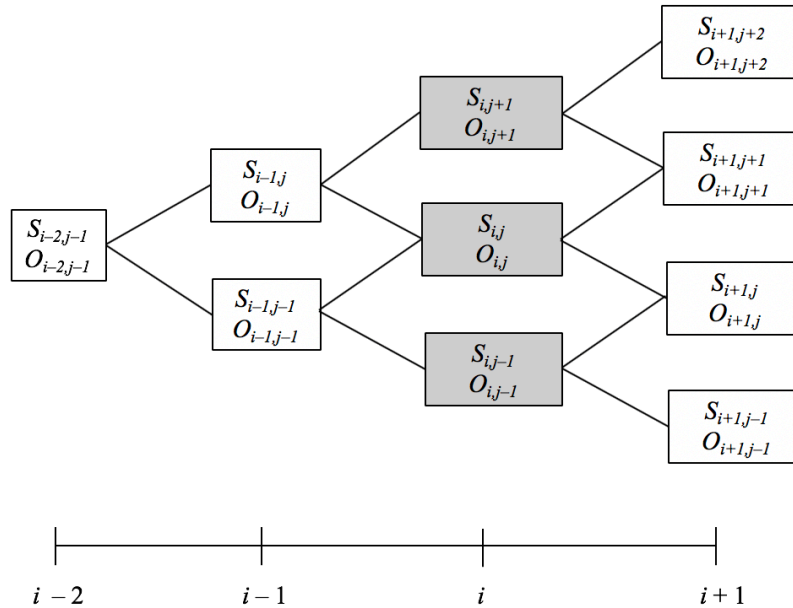 S_{i+1,j+2}
O_{i+1,j+2}
S_{i,j+1}
O_{i,j+1}
S_{i+1,j+1}
O_{i+1,j+1}
S_{i–1,j}
O_{i–1,j}
S_{i–2,j–1}
O_{i–2,j–1}
S_{i,j}
O_{i,j}
S_{i+1,j}
O_{i+1,j}
S_{i–1,j–1}
O_{i–1,j–1}
S_{i,j–1}
O_{i,j–1}
S_{i+1,j–1}
O_{i+1,j–1}
i – 2 i – 1 i i + 1